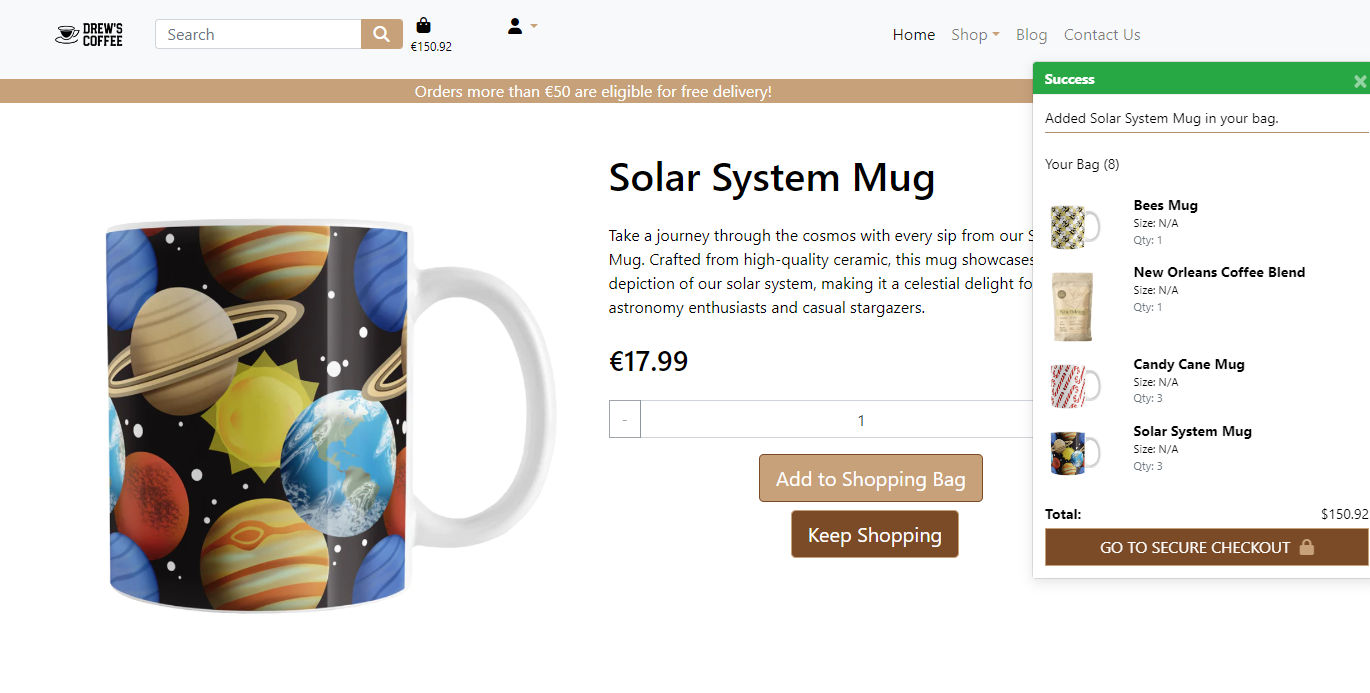 DREW'S
COFFEE
Search
€150.92
Home
Shop
Blog
Contact Us
Orders more than €50 are eligible for free delivery!
Success
×
Added Solar System Mug in your bag.
Your Bag (8)
Bees Mug
Size: N/A
Qty: 1
New Orleans Coffee Blend
Size: N/A
Qty: 1
Candy Cane Mug
Size: N/A
Qty: 3
Solar System Mug
Size: N/A
Qty: 3
Total:
$150.92
GO TO SECURE CHECKOUT
Solar System Mug
Take a journey through the cosmos with every sip from our S
Mug. Crafted from high-quality ceramic, this mug showcases
depiction of our solar system, making it a celestial delight fo
astronomy enthusiasts and casual stargazers.
€17.99
-
1
Add to Shopping Bag
Keep Shopping